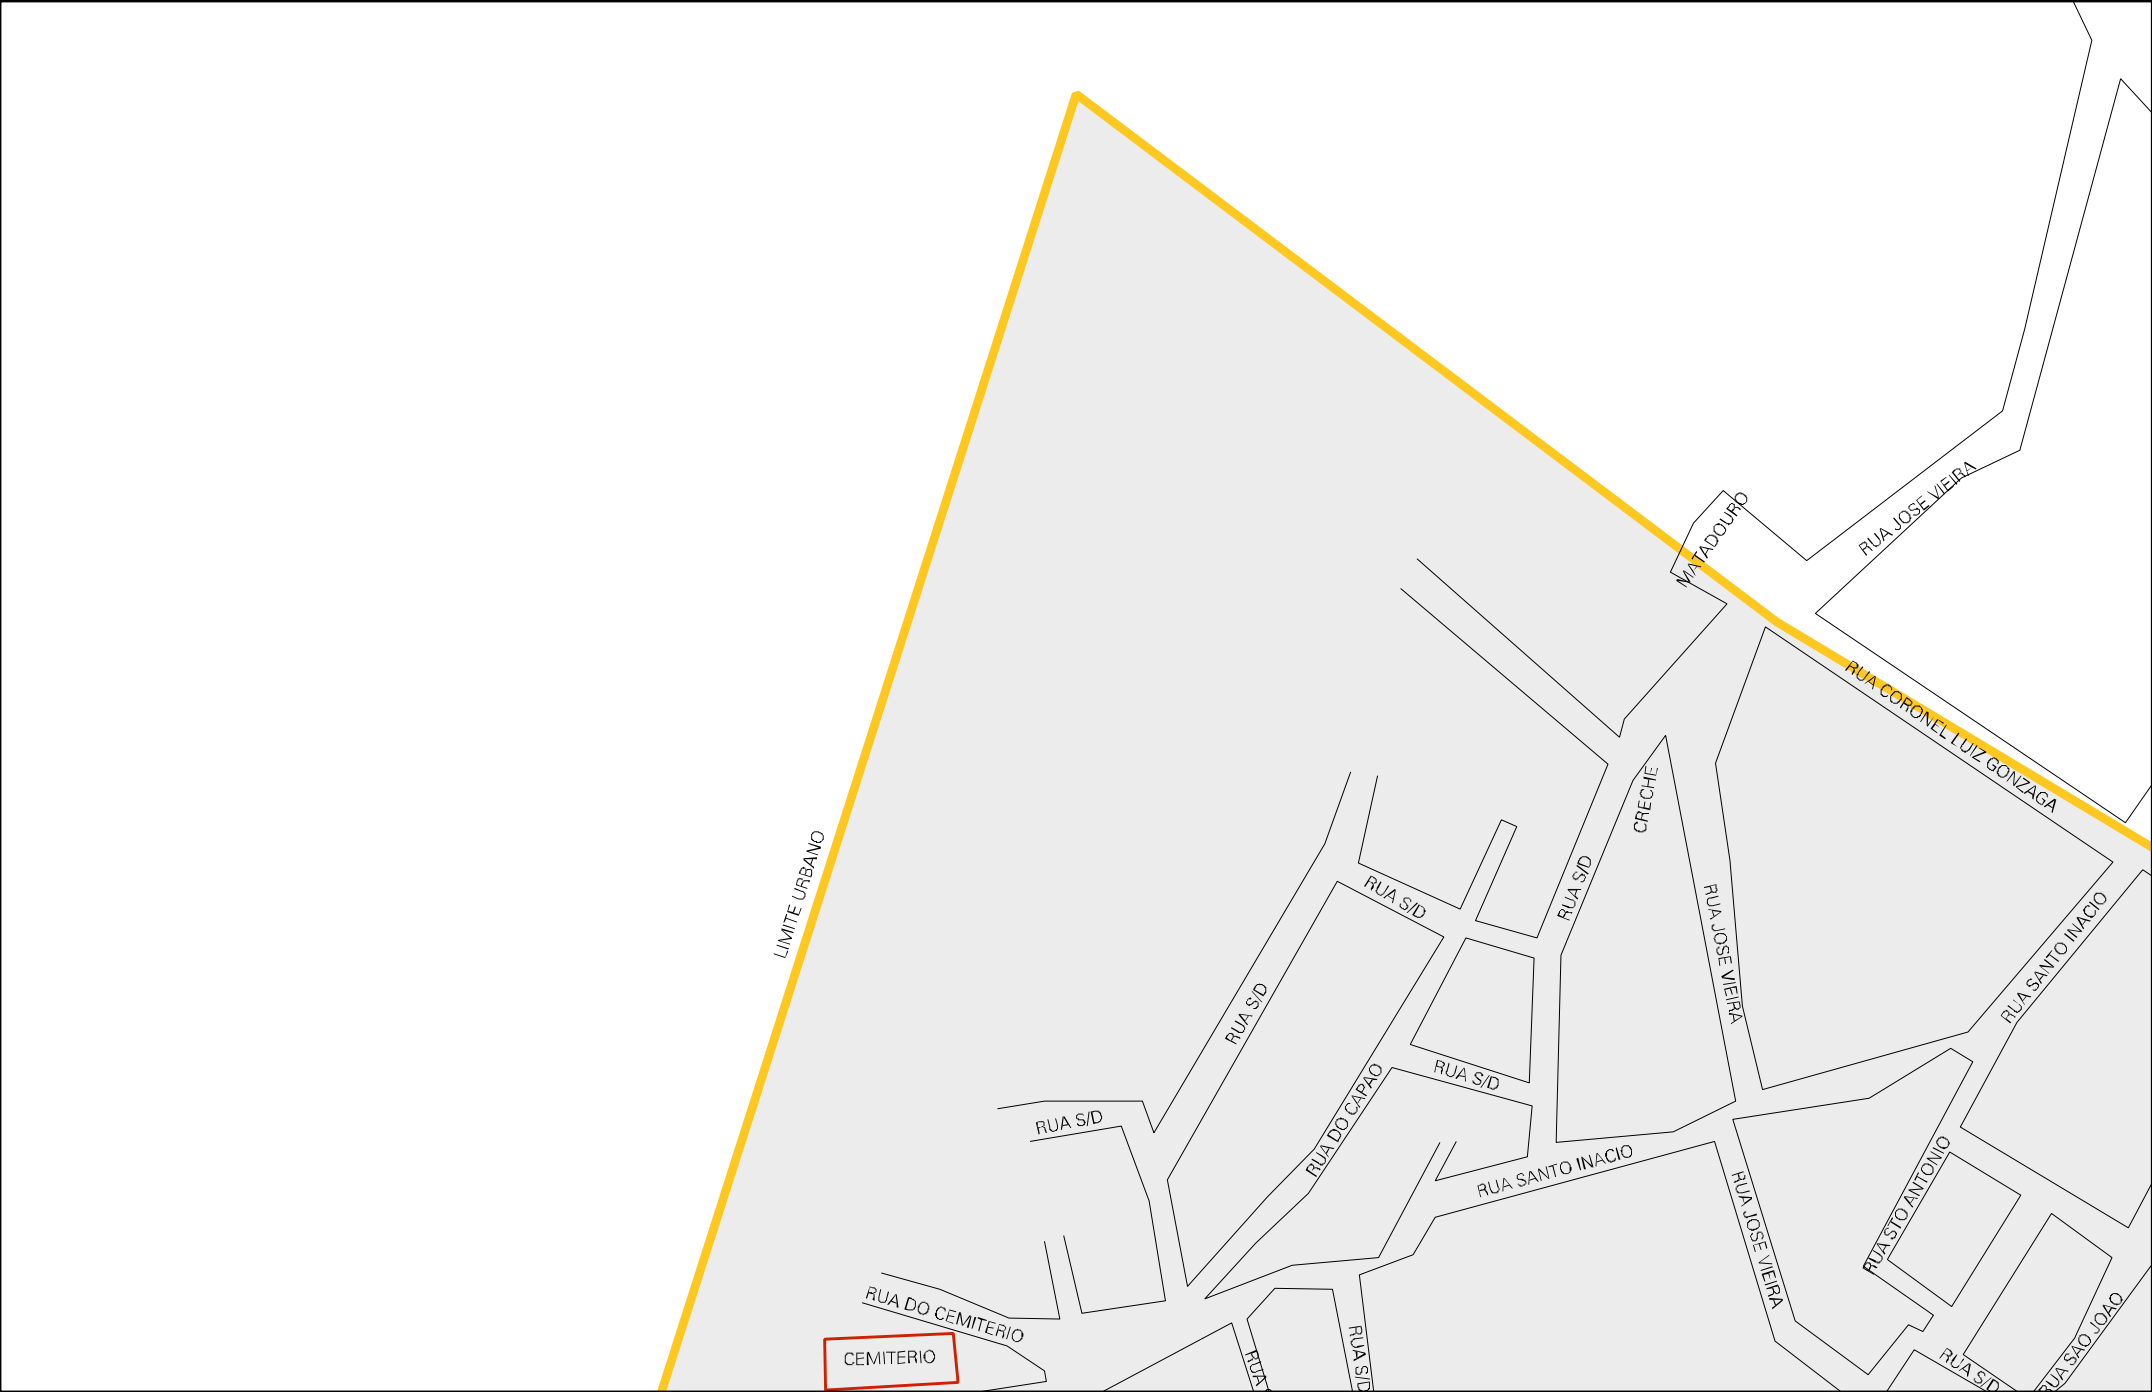 RUA JOSE VIEIRA
MATADOURO
RUA CORONEL LUIZ GONZAGA
CRECHE
LIMITE URBANO
RUA S/D
RUA S/D
RUA JOSE VIEIRA
RUA SANTO INACIO
RUA S/D
RUA S/D
RUA DO CAPAO
RUA S/D
RUA SANTO INACIO
RUA STO ANTONIO
RUA JOSE VIEIRA
RUA DO CEMITERIO
CEMITERIO
RUA
RUA S/D
RUA S/D
RUA SAO JOAO